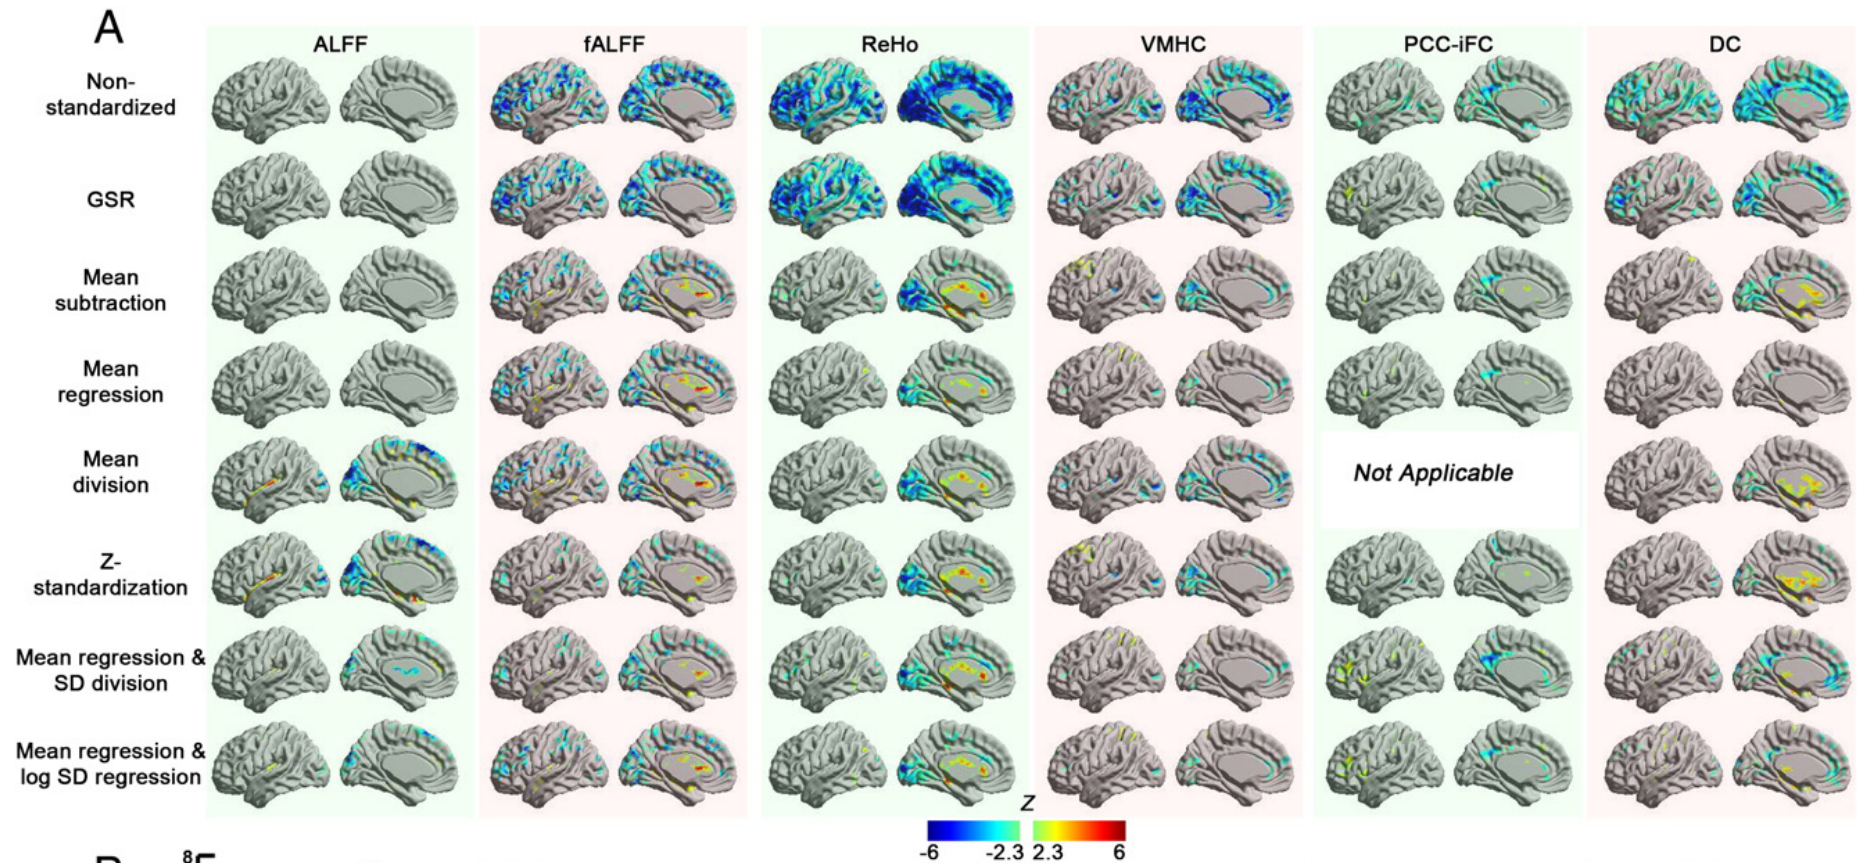 A
ALFF
fALFF
ReHo
VMHC
PCC-iFC
DC
Non-
standardized
GSR
Mean
subtraction
Mean
regression
Mean
division
Not Applicable
Z-
standardization
Mean regression &
SD division
Mean regression &
log SD regression
Z
-6 -2.3 2.3 6
8